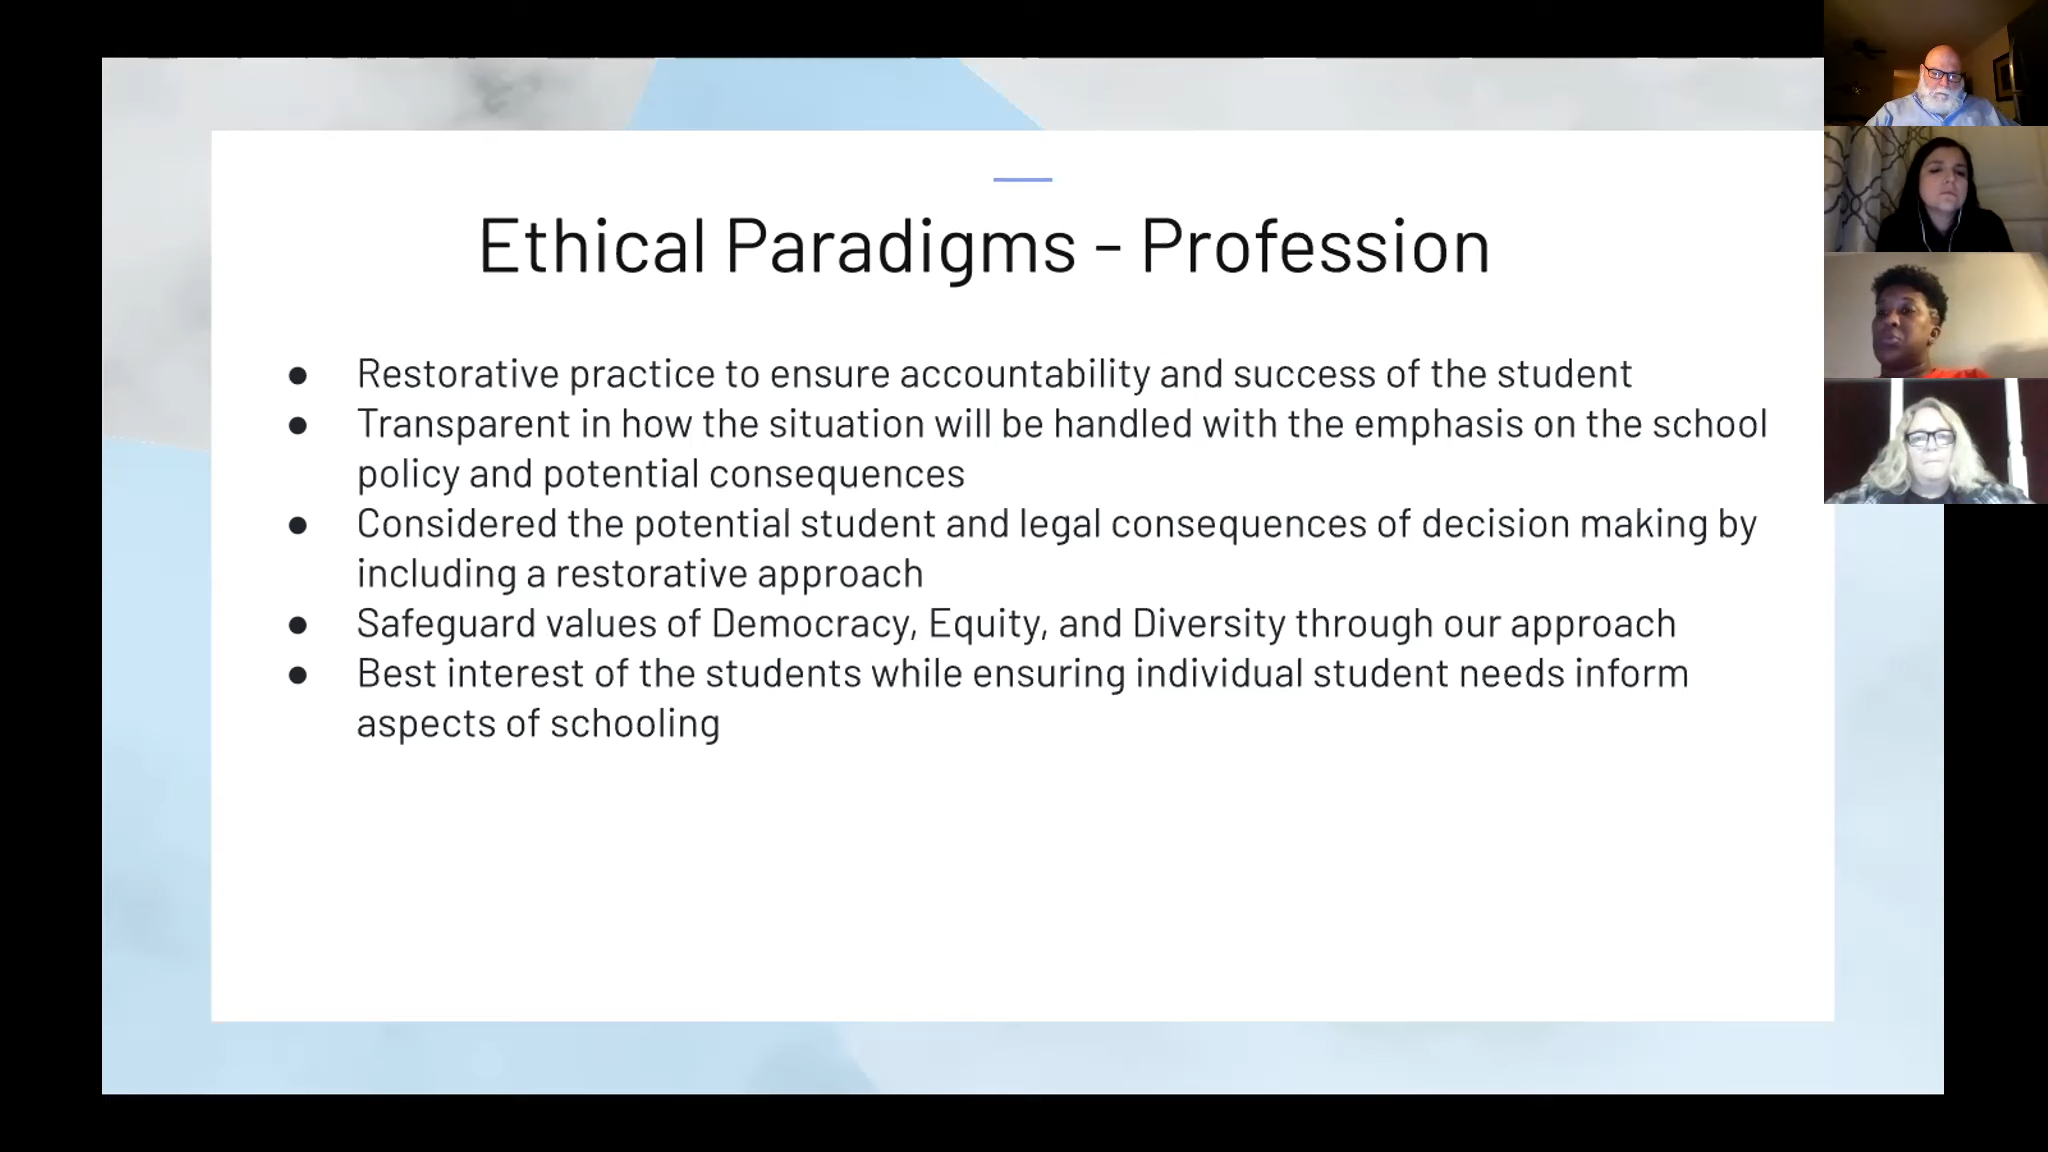 Ethical Paradigms - Profession
● Restorative practice to ensure accountability and success of the student
● Transparent in how the situation will be handled with the emphasis on the school
policy and potential consequences
● Considered the potential student and legal consequences of decision making by
including a restorative approach
● Safeguard values of Democracy, Equity, and Diversity through our approach
● Best interest of the students while ensuring individual student needs inform
aspects of schooling